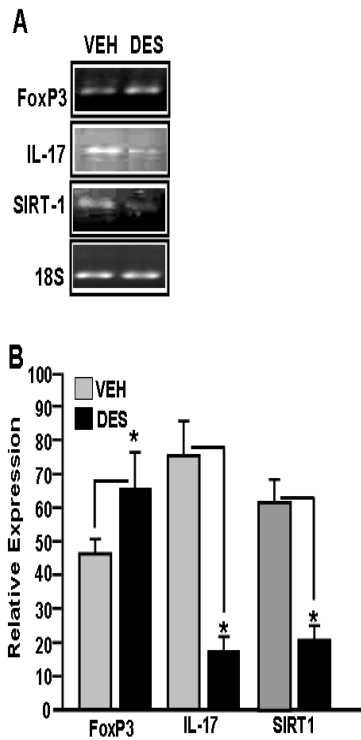 A
VEH DES
FoxP3
IL-17
SIRT-1
18S
B
100
90
80
70
60
50
40
30
20
10
0
Relative Expression
VEH
DES
*
*
*
FoxP3 IL-17 SIRT1